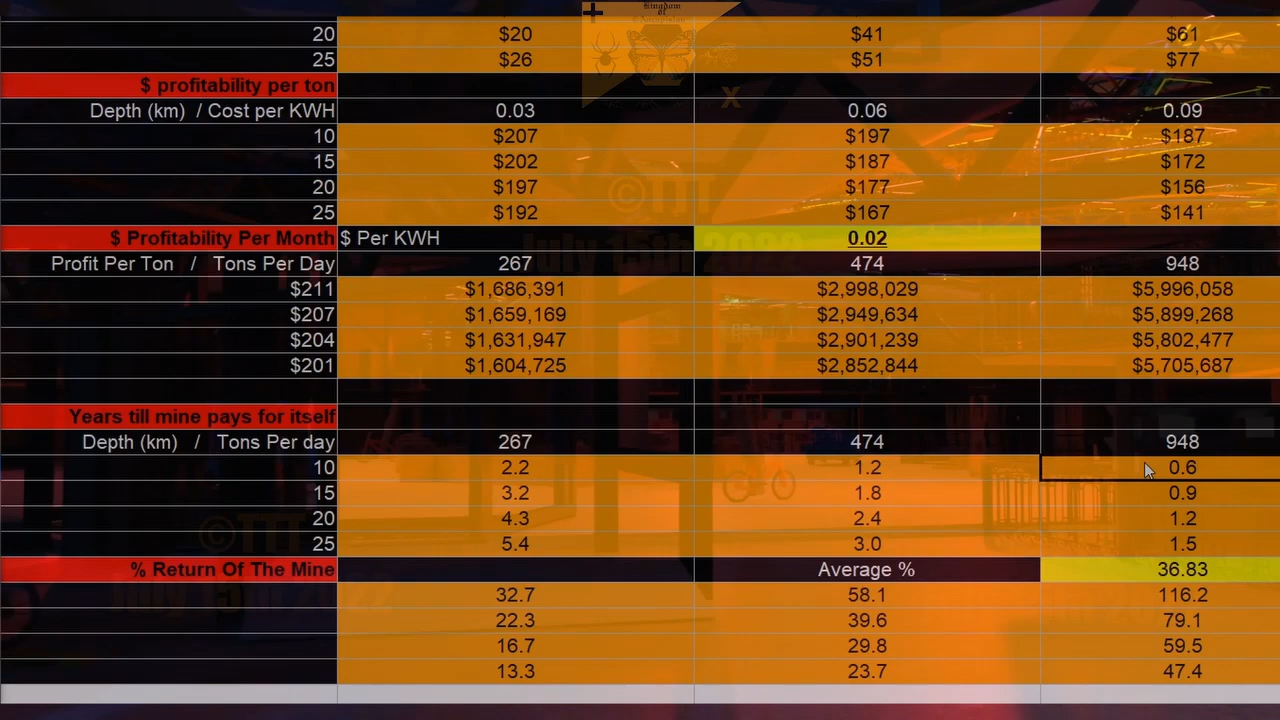 Kingdom
of
20 $20 $41 $61
25 $26 $51 $77
$ profitability per ton
X
Depth (km) / Cost per KWH 0.03 0.06 0.09
10 $207 $197 $187
15 $202 $187 $172
20 $197 $177 $156
©TTT
25 $192 $167 $141
$ Profitability Per Month $ Per KWH 0.02
July 15th 2022
Profit Per Ton / Tons Per Day 267 474 948
$211 $1,686,391 $2,998,029 $5,996,058
$207 $1,659,169 $2,949,634 $5,899,268
$204 $1,631,947 $2,901,239 $5,802,477
$201 $1,604,725 $2,852,844 $5,705,687
Years till mine pays for itself
Depth (km) / Tons Per day 267 474 948
10 2.2 1.2 0.6
15 3.2 1.8 0.9
20 4.3 2.4 1.2
©TTT
25 5.4 3.0 1.5
% Return Of The Mine Average % 36.83
32.7 58.1 116.2
22.3 39.6 79.1
16.7 29.8 59.5
13.3 23.7 47.4